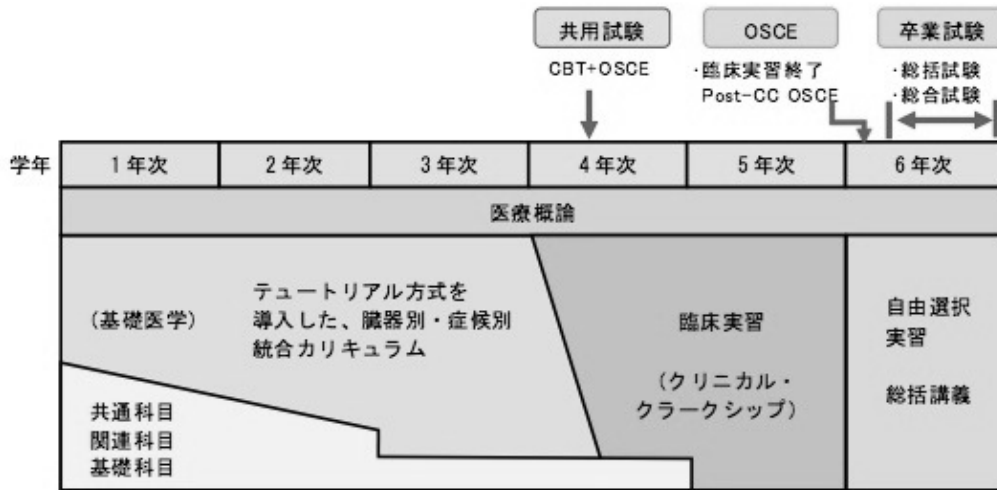 共用試験
CBT+OSCE
OSCE
・臨床実習終了
Post-CC OSCE
卒業試験
・総括試験
・総合試験
学年
1年次
2年次
3年次
4年次
5年次
6年次
医療概論
(基礎医学)
テュートリアル方式を
導入した、臓器別・症候別
統合カリキュラム
共通科目
関連科目
基礎科目
臨床実習
(クリニカル・
クラークシップ)
自由選択
実習
総括講義